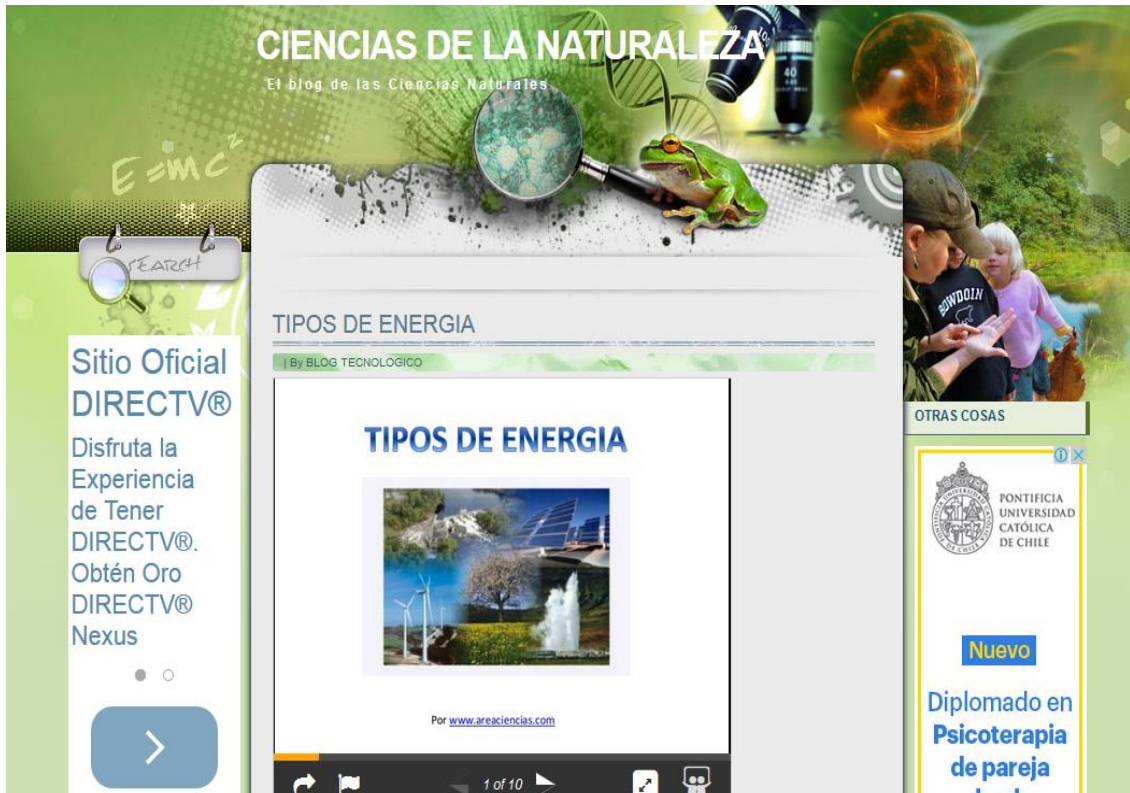 CIENCIAS DE LA NATURALEZA
El blog de las Ciencias Naturales
E=mc²
SEARCH
TIPOS DE ENERGIA
| By BLOG TECNOLOGICO
TIPOS DE ENERGIA
Por www.areaciencias.com
1 of 10
Sitio Oficial
DIRECTV®
Disfruta la
Experiencia
de Tener
DIRECTV®.
Obtén Oro
DIRECTV®
Nexus
BOWDOIN
OTRAS COSAS
PONTIFICIA
UNIVERSIDAD
CATÓLICA
DE CHILE
Nuevo
Diplomado en
Psicoterapia
de pareja